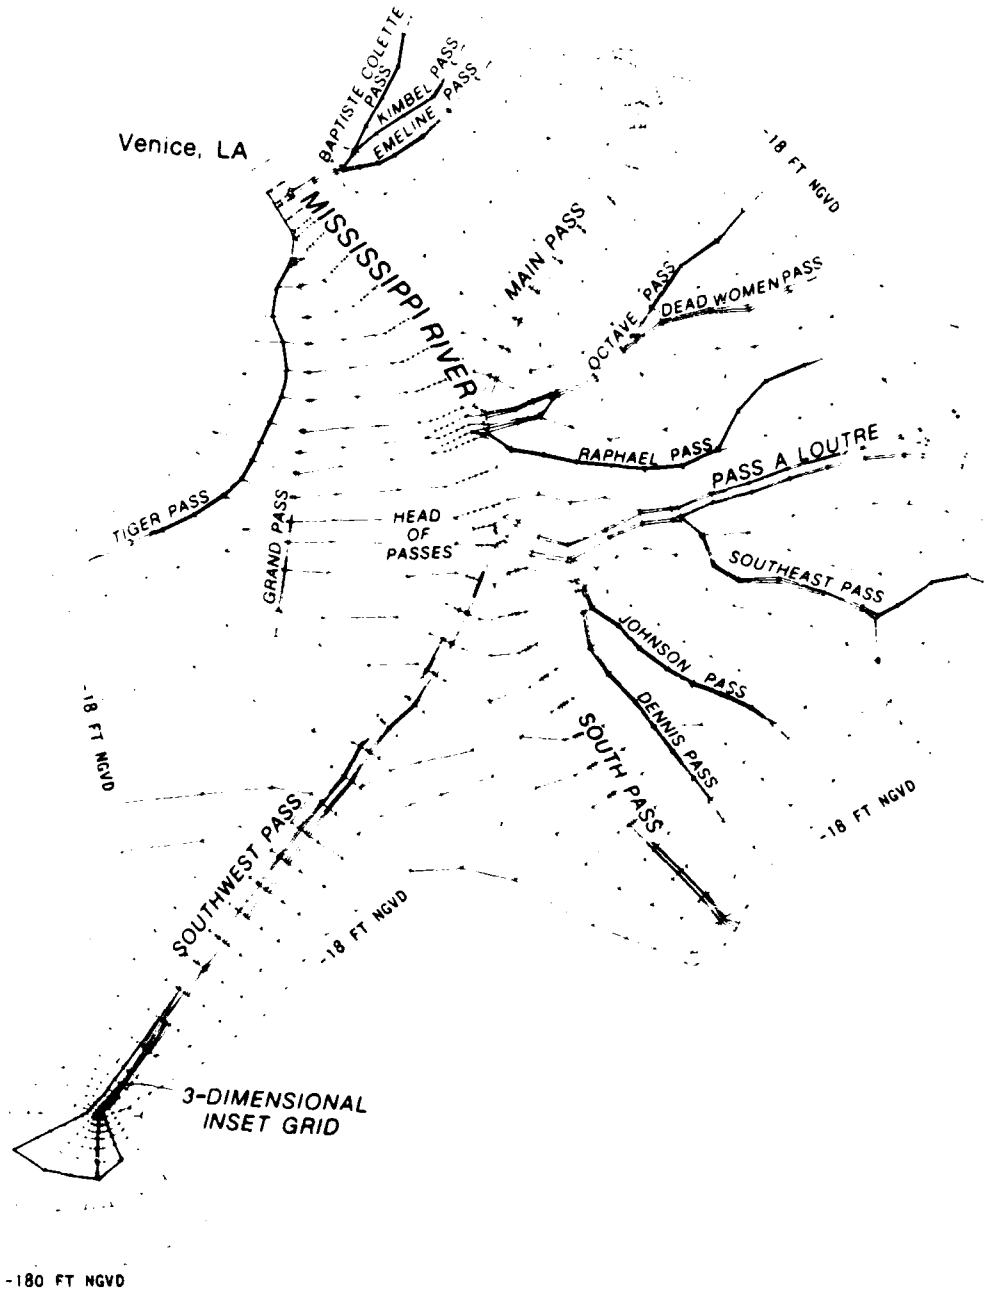 BAPTISTE COLETTE
PASS
KIMBEL PASS
EMELINE PASS
Venice, LA
-18 FT NGVD
MISSISSIPPI RIVER
MAIN PASS
OCTAVE PASS
DEAD WOMEN PASS
RAPHAEL PASS
PASS A LOUTRE
TIGER PASS
GRAND PASS
HEAD
OF
PASSES
SOUTHEAST PASS
JOHNSON PASS
DENNIS PASS
SOUTH PASS
-18 FT NGVD
-18 FT NGVD
SOUTHWEST PASS
-18 FT NGVD
3-DIMENSIONAL
INSET GRID
-180 FT NGVD